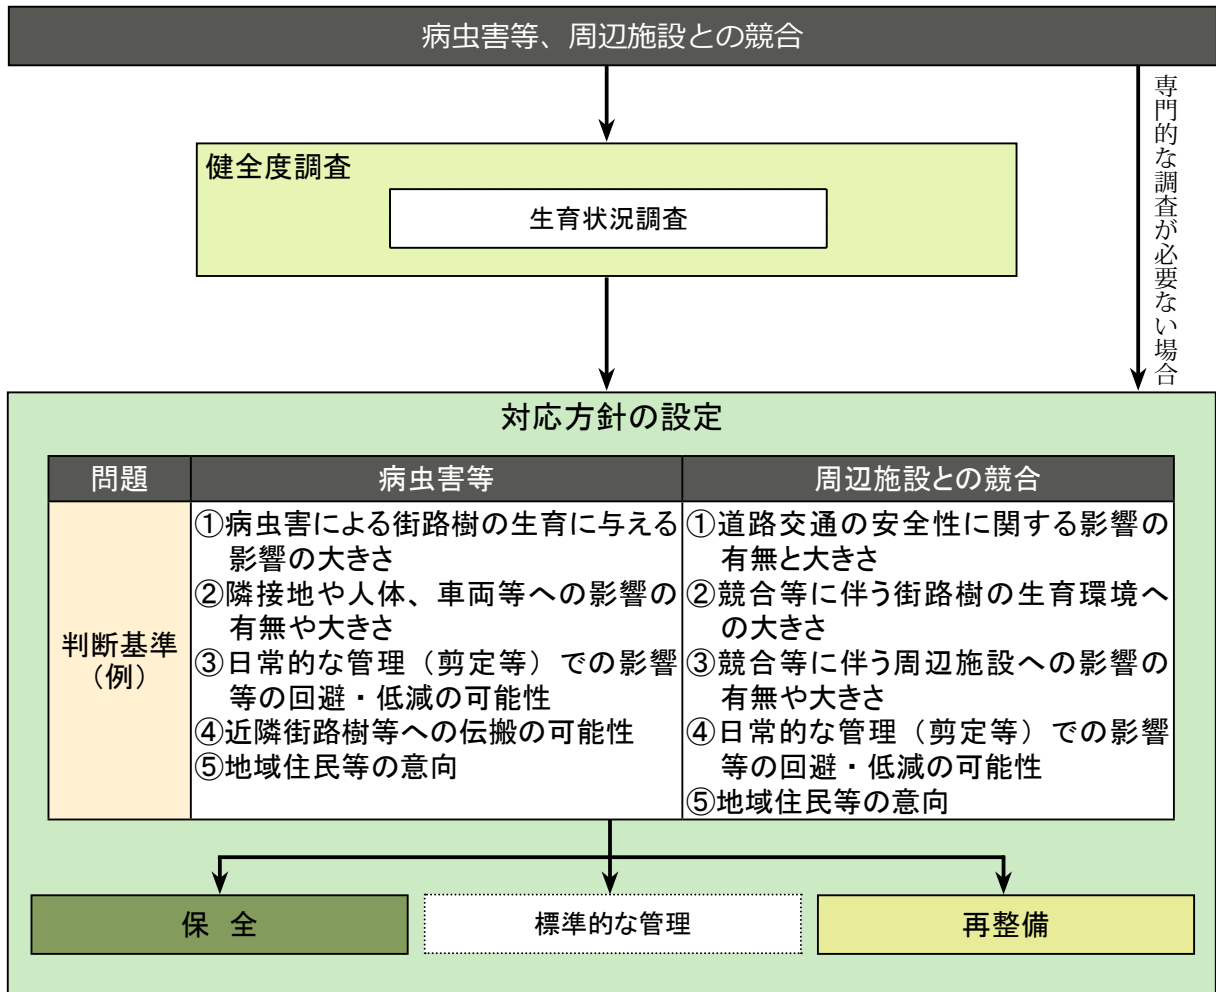 病虫害等、周辺施設との競合
専門的な調査が必要ない場合
健全度調査
生育状況調査
対応方針の設定
問題
病虫害等
周辺施設との競合
判断基準
（例）
①病虫害による街路樹の生育に与える
影響の大きさ
②隣接地や人体、車両等への影響の
有無や大きさ
③日常的な管理（剪定等）での影響
等の回避・低減の可能性
④近隣街路樹等への伝搬の可能性
⑤地域住民等の意向
①道路交通の安全性に関する影響の
有無と大きさ
②競合等に伴う街路樹の生育環境へ
の大きさ
③競合等に伴う周辺施設への影響の
有無や大きさ
④日常的な管理（剪定等）での影響
等の回避・低減の可能性
⑤地域住民等の意向
保 全
標準的な管理
再整備